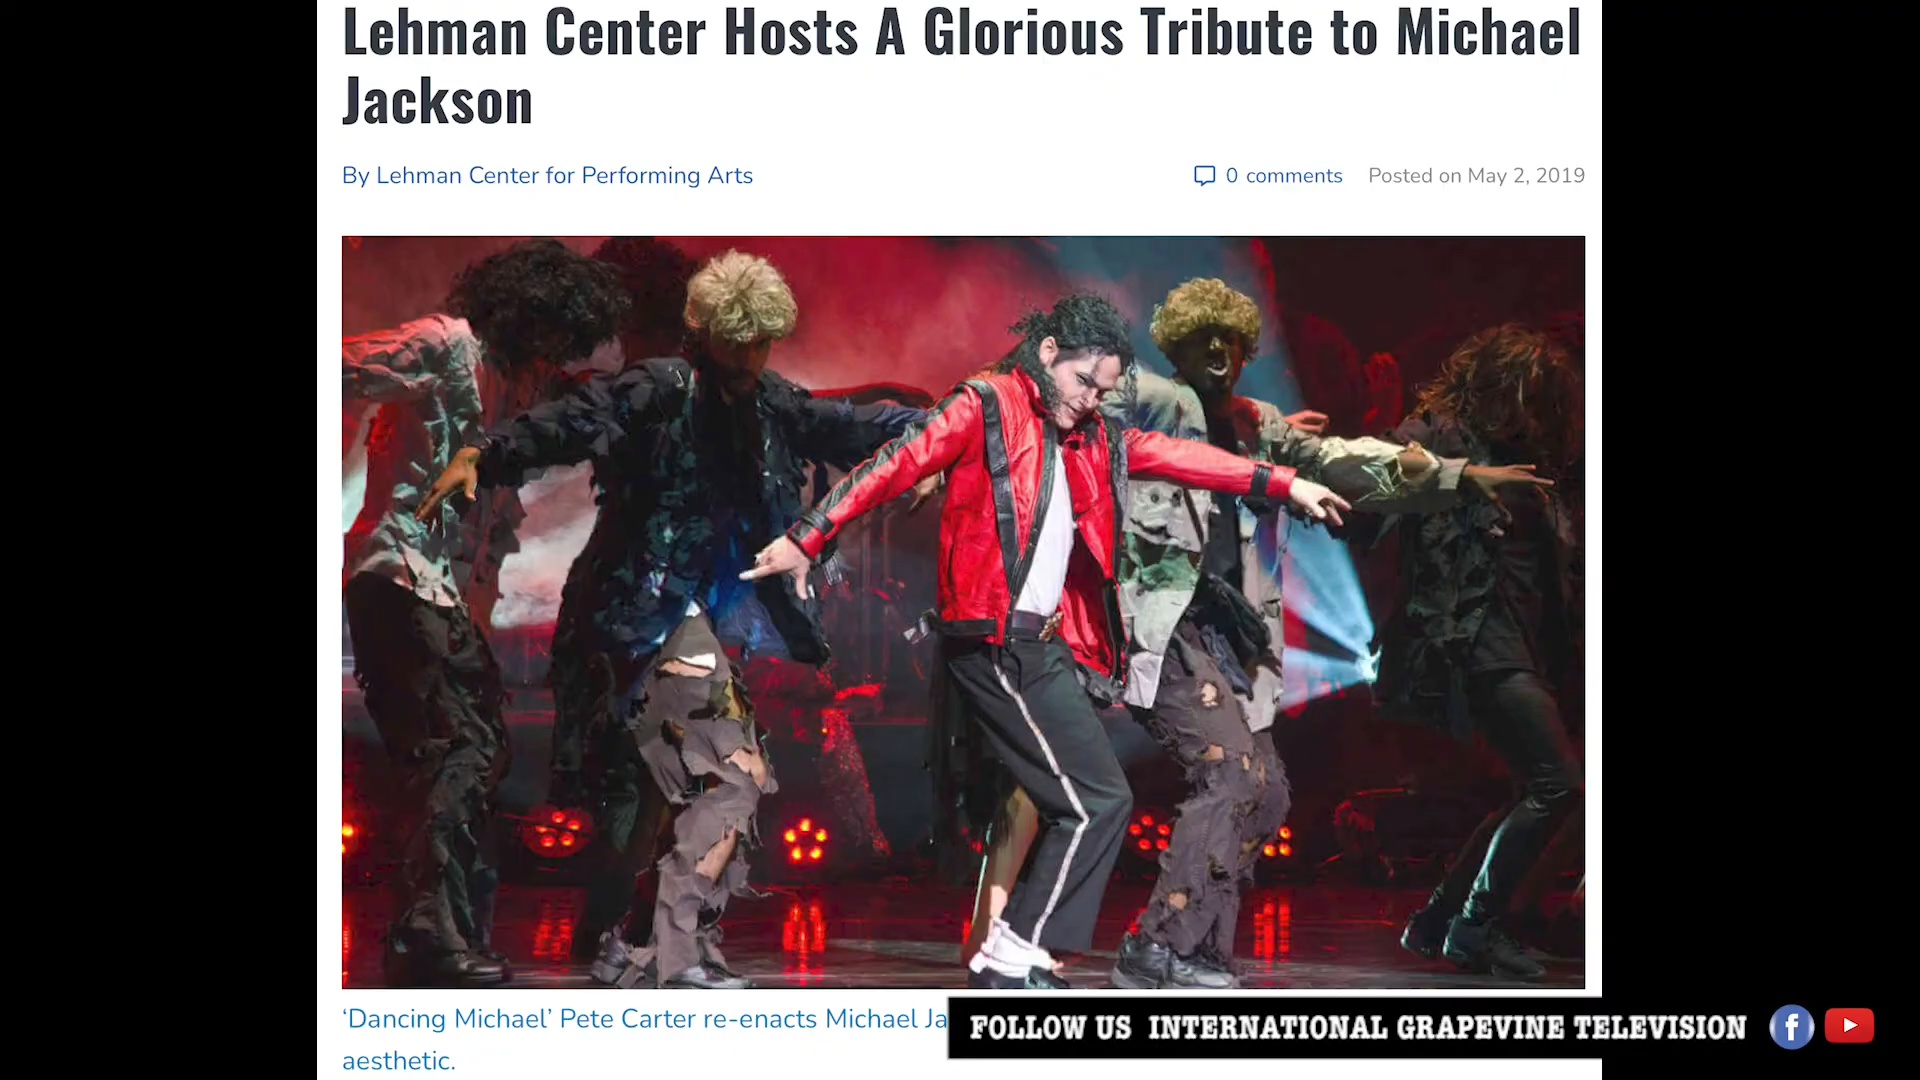 Lehman Center Hosts A Glorious Tribute to Michael
Jackson
By Lehman Center for Performing Arts
0 comments Posted on May 2, 2019
‘Dancing Michael’ Pete Carter re-enacts Michael Ja
aesthetic.
FOLLOW US INTERNATIONAL GRAPEVINE TELEVISION